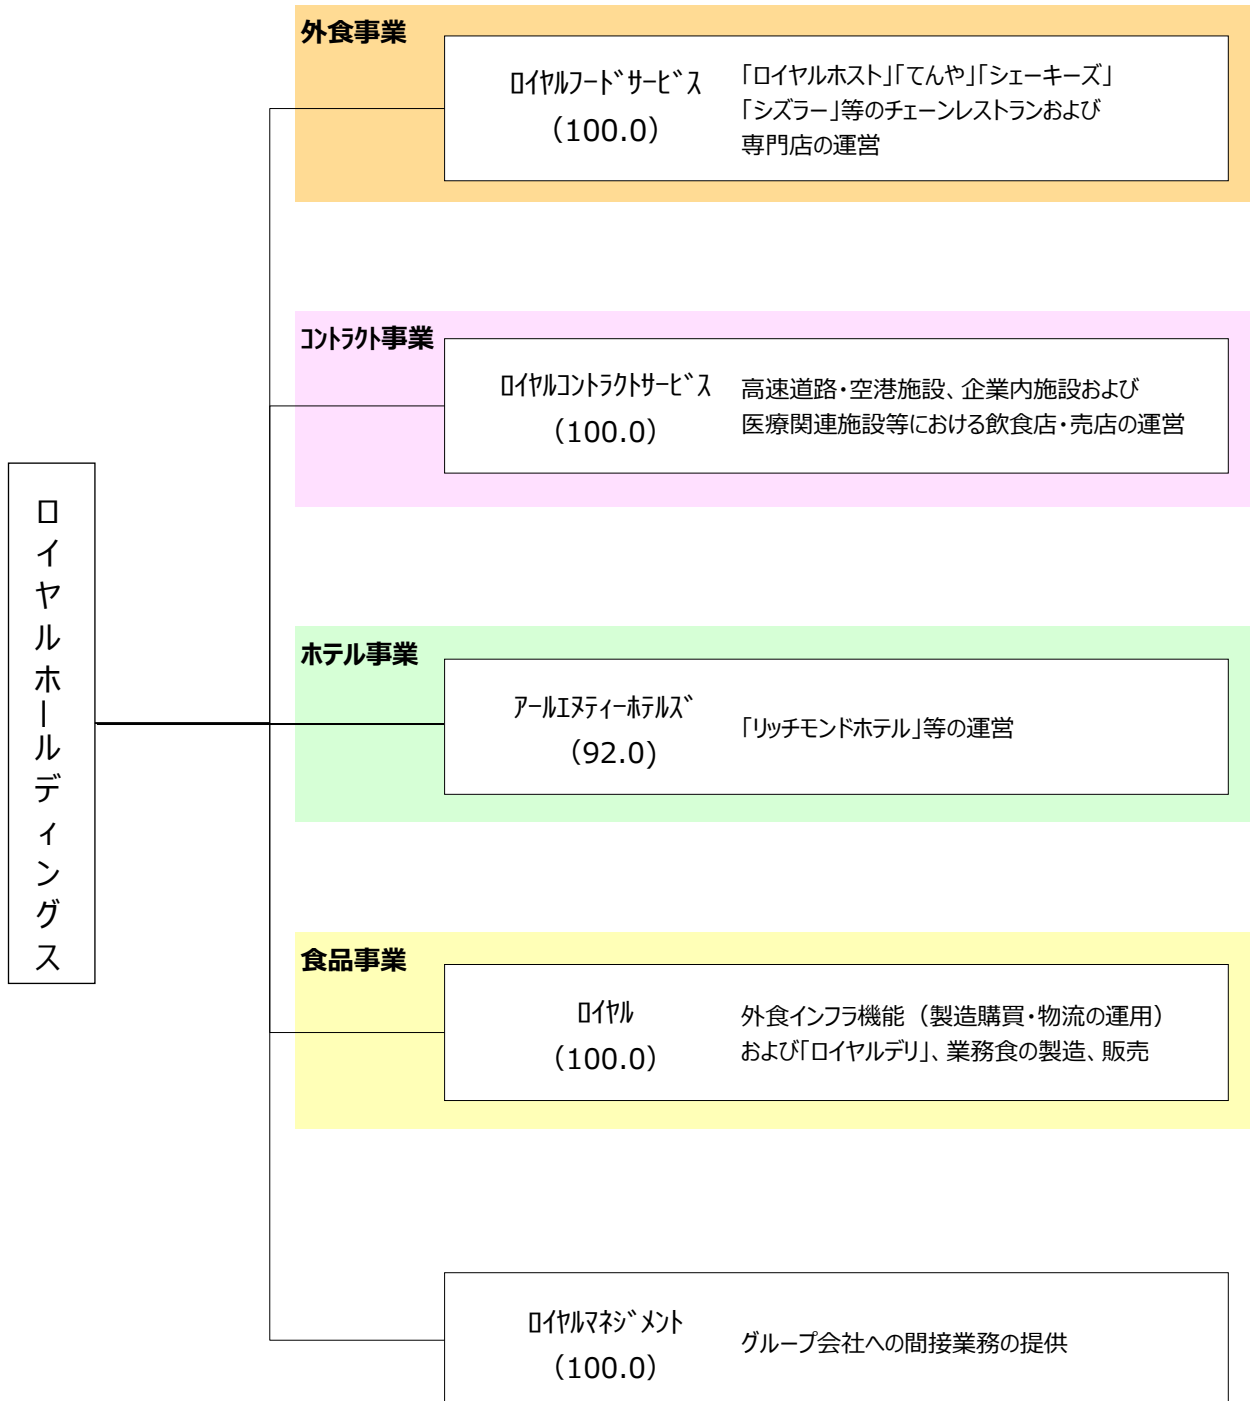 外食事業
ﾛｲﾔﾙﾌｰﾄﾞｻｰﾋﾞｽ
（100.0）
「ロイヤルホスト」「てんや」「シェーキーズ」
「シズラー」等のチェーンレストランおよび
専門店の運営
ｺﾝﾄﾗｸﾄ事業
ﾛｲﾔﾙｺﾝﾄﾗｸﾄｻｰﾋﾞｽ
（100.0）
高速道路・空港施設、企業内施設および
医療関連施設等における飲食店・売店の運営
ロイヤルホールディングス
ホテル事業
ｱｰﾙｴﾇﾃｨｰﾎﾃﾙｽﾞ
（92.0）
「リッチモンドホテル」等の運営
食品事業
ﾛｲﾔﾙ
（100.0）
外食インフラ機能（製造購買・物流の運用）
および「ロイヤルデリ」、業務食の製造、販売
ﾛｲﾔﾙﾏﾈｼﾞﾒﾝﾄ
（100.0）
グループ会社への間接業務の提供